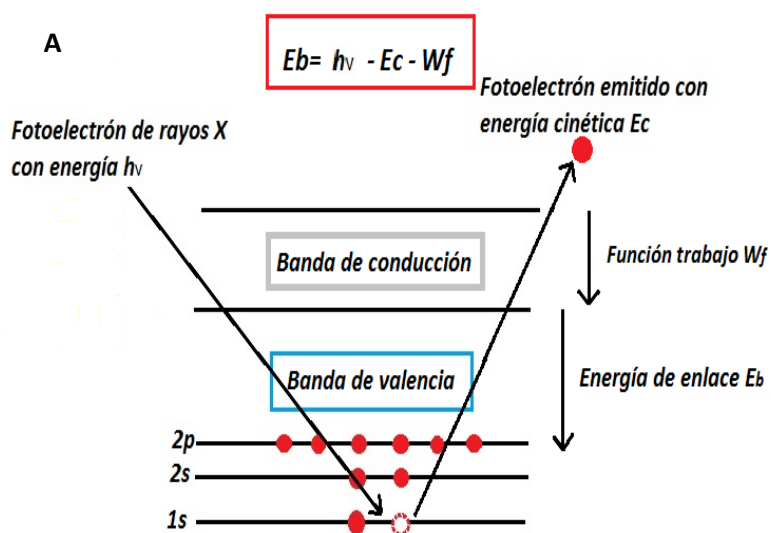 A
Eb= hν - Ec - Wf
Fotoelectrón emitido con
energía cinética Ec
Fotoelectrón de rayos X
con energía hν
Banda de conducción
Función trabajo Wf
Banda de valencia
Energía de enlace Eb
2p
2s
1s